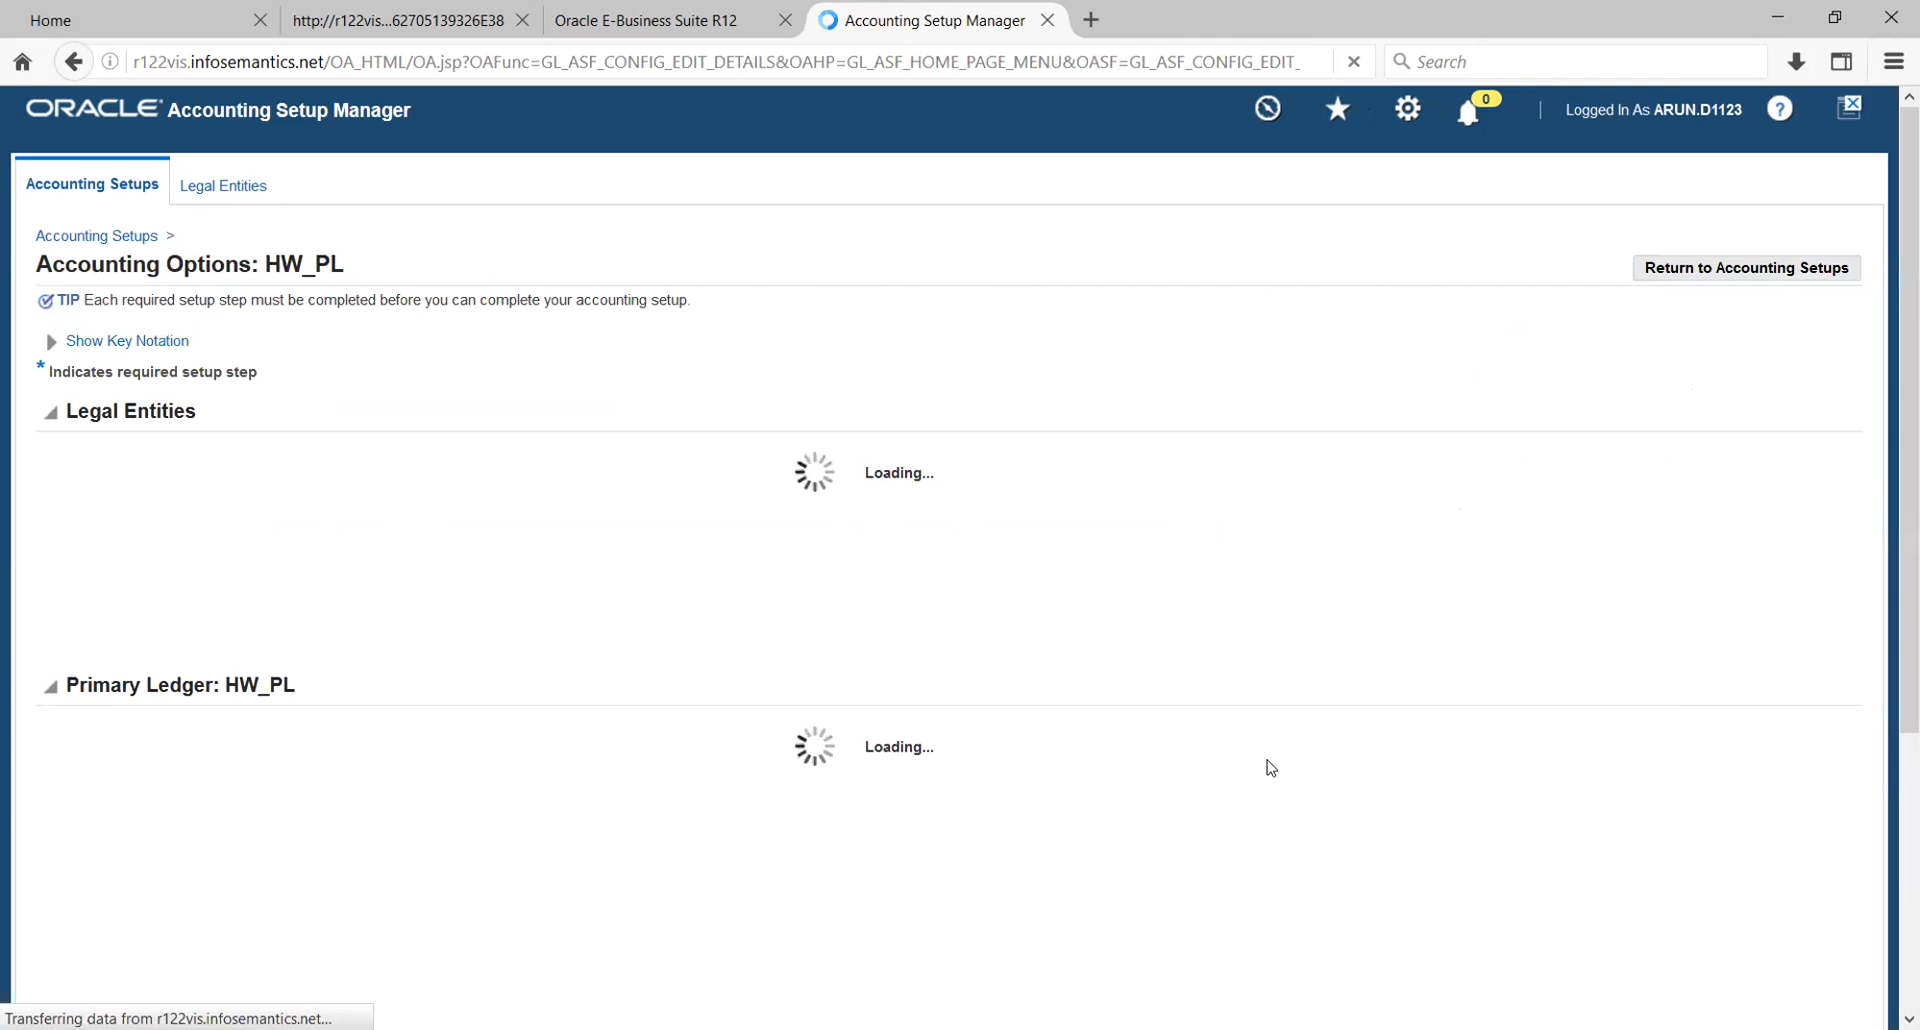 Home
http://r122vis...62705139326E38
Oracle E-Business Suite R12
Accounting Setup Manager
r122vis.infosemantics.net/OA_HTML/OA.jsp?OAFunc=GL_ASF_CONFIG_EDIT_DETAILS&OAHP=GL_ASF_HOME_PAGE_MENU&OASF=GL_ASF_CONFIG_EDIT_
Search
ORACLE Accounting Setup Manager
0
Logged In As ARUN.D1123
?
Accounting Setups
Legal Entities
Accounting Setups >
Accounting Options: HW_PL
Return to Accounting Setups
TIP Each required setup step must be completed before you can complete your accounting setup.
Show Key Notation
* Indicates required setup step
Legal Entities
Loading...
Primary Ledger: HW_PL
Loading...
Transferring data from r122vis.infosemantics.net...